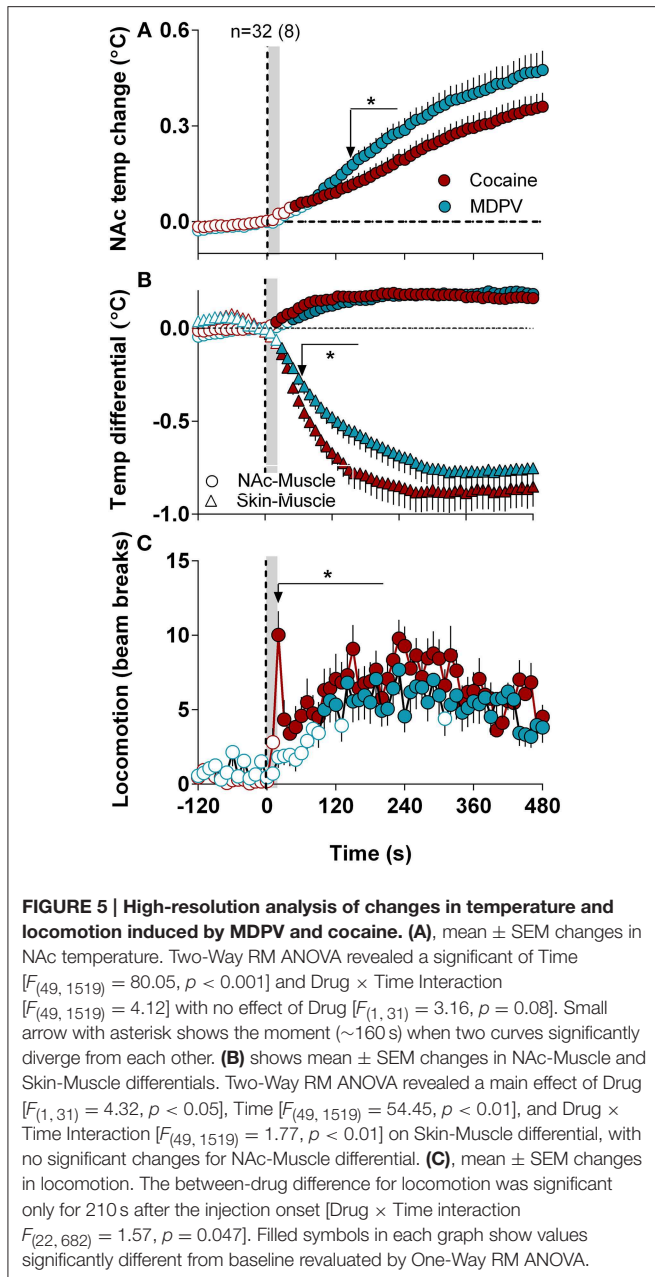 A
n=32 (8)
NAc temp change (°C)
0.6
0.3
0.0
*
Cocaine
MDPV
B
Temp differential (°C)
0.0
-0.5
-1.0
*
NAc-Muscle
Skin-Muscle
C
Locomotion (beam breaks)
15
10
5
0
*
-120 0 120 240 360 480
Time (s)
FIGURE 5 | High-resolution analysis of changes in temperature and
locomotion induced by MDPV and cocaine. (A), mean ± SEM changes in
NAc temperature. Two-Way RM ANOVA revealed a significant of Time
[F(49, 1519) = 80.05, p < 0.001] and Drug × Time Interaction
[F(49, 1519) = 4.12] with no effect of Drug [F(1, 31) = 3.16, p = 0.08]. Small
arrow with asterisk shows the moment (~160 s) when two curves significantly
diverge from each other. (B) shows mean ± SEM changes in NAc-Muscle and
Skin-Muscle differentials. Two-Way RM ANOVA revealed a main effect of Drug
[F(1, 31) = 4.32, p < 0.05], Time [F(49, 1519) = 54.45, p < 0.01], and Drug ×
Time Interaction [F(49, 1519) = 1.77, p < 0.01] on Skin-Muscle differential, with
no significant changes for NAc-Muscle differential. (C), mean ± SEM changes
in locomotion. The between-drug difference for locomotion was significant
only for 210 s after the injection onset [Drug × Time interaction
F(22, 682) = 1.57, p = 0.047]. Filled symbols in each graph show values
significantly different from baseline revaluated by One-Way RM ANOVA.